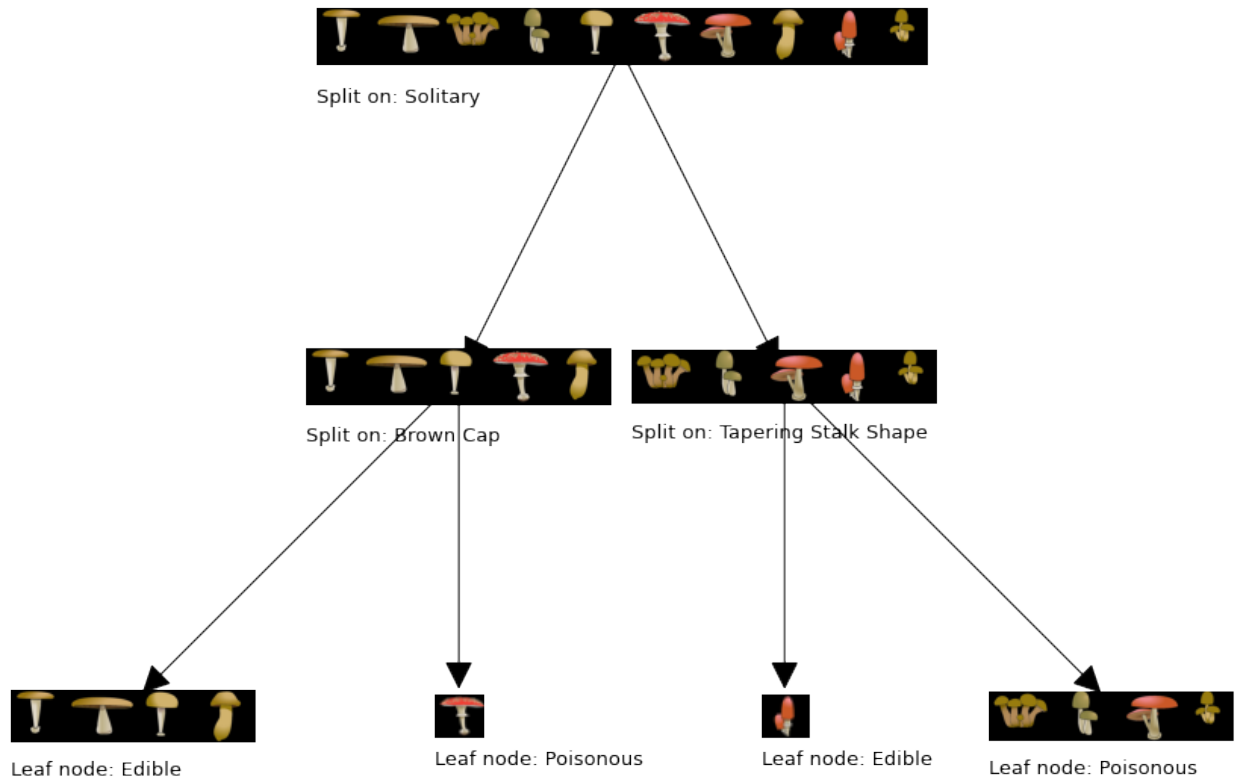 Split on: Solitary
Split on: Brown Cap
Split on: Tapering Stalk Shape
Leaf node: Edible
Leaf node: Poisonous
Leaf node: Edible
Leaf node: Poisonous